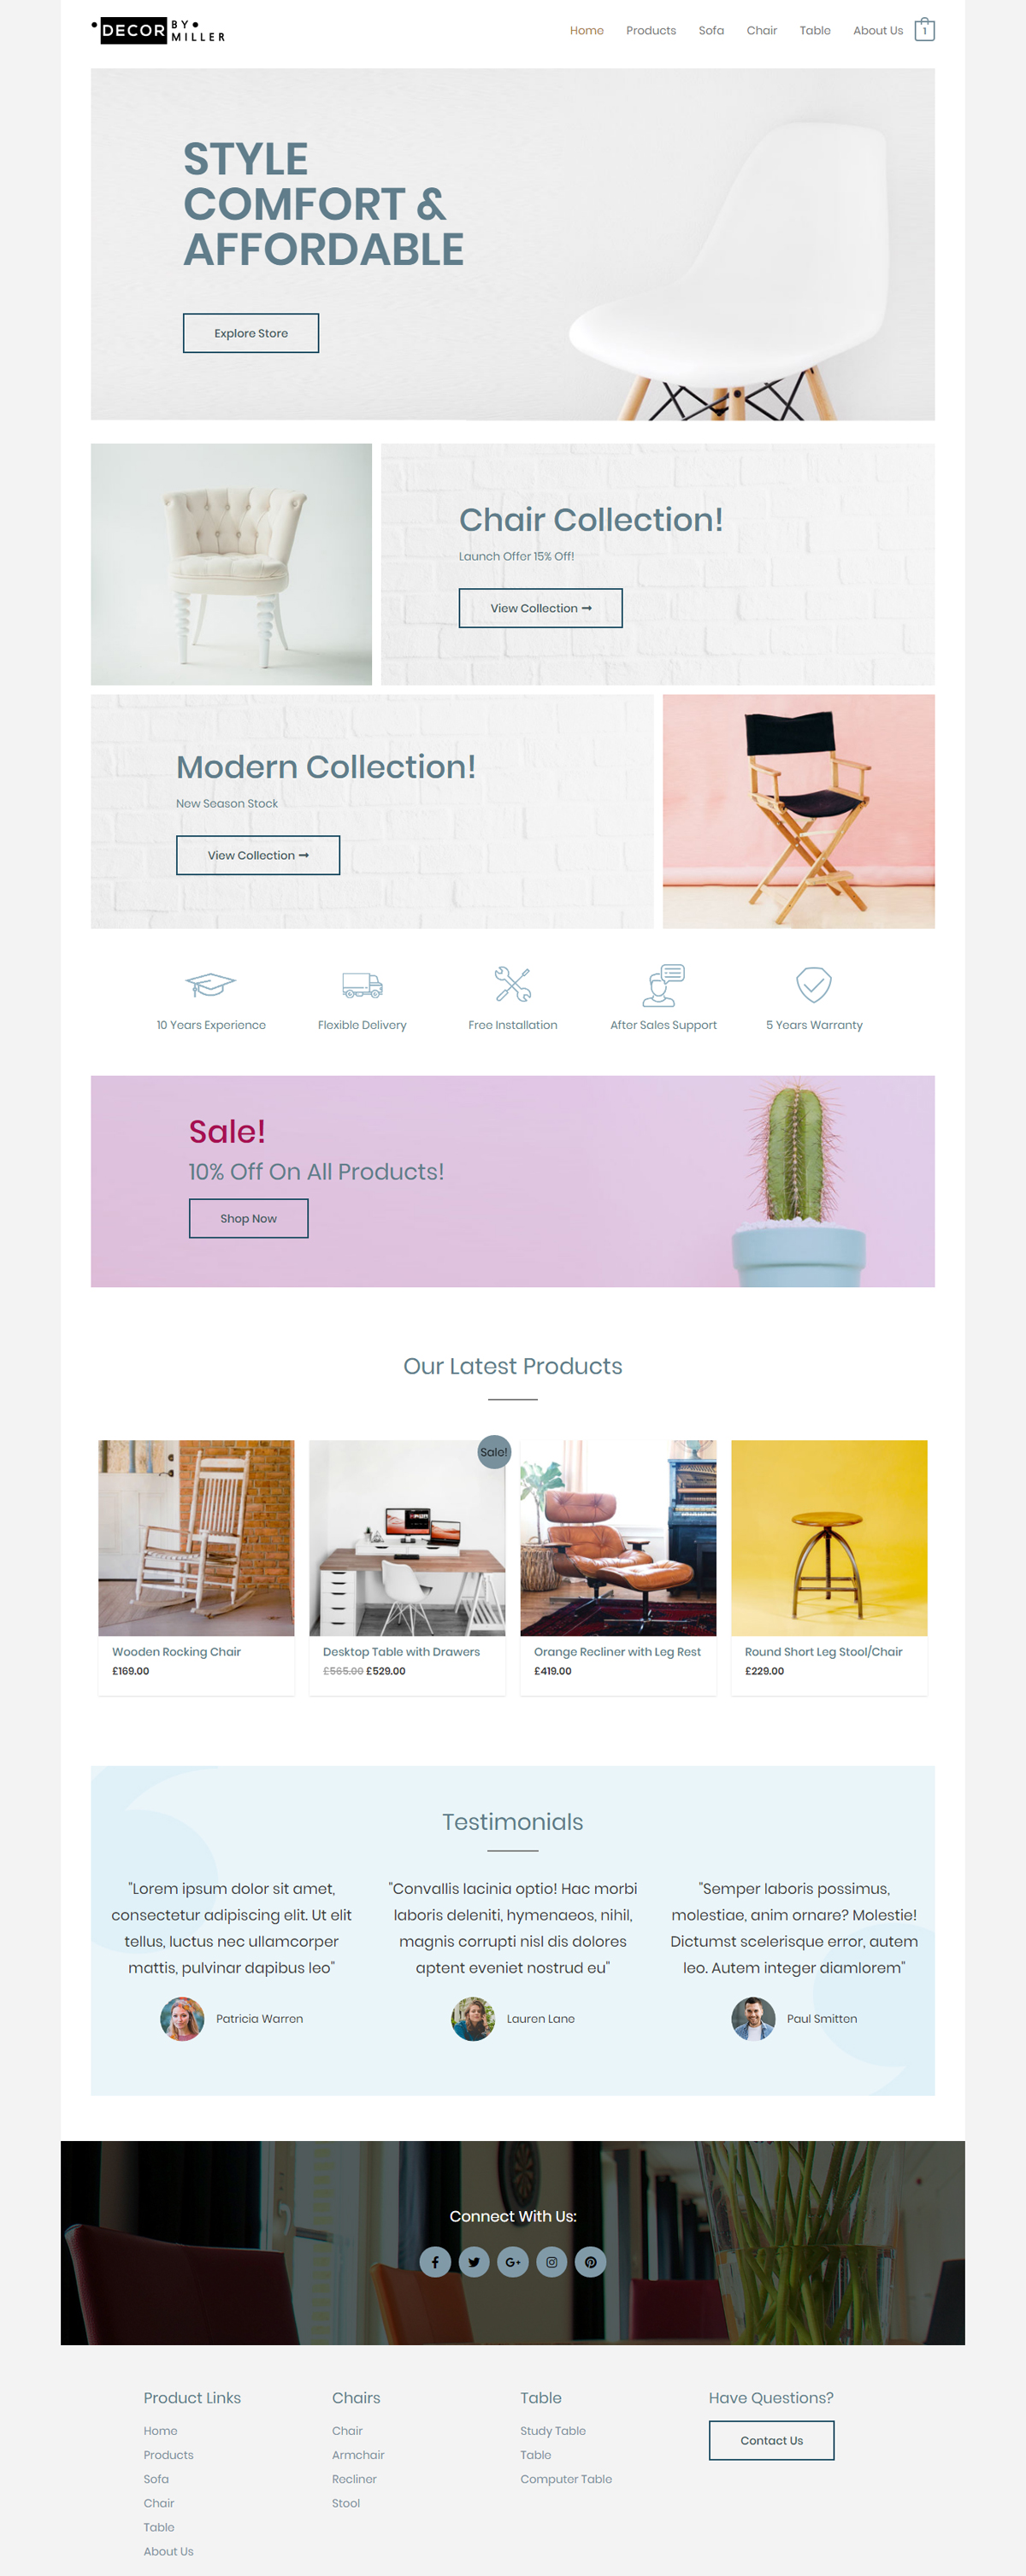 DECOR BY MILLER
Home Products Sofa Chair Table About Us 1
STYLE
COMFORT &
AFFORDABLE
Explore Store
Chair Collection!
Launch Offer 15% Off!
View Collection ➞
Modern Collection!
New Season Stock
View Collection ➞
10 Years Experience Flexible Delivery Free Installation After Sales Support 5 Years Warranty
Sale!
10% Off On All Products!
Shop Now
Our Latest Products
Sale!
Wooden Rocking Chair
£169.00
Desktop Table with Drawers
£565.00 £529.00
Orange Recliner with Leg Rest
£419.00
Round Short Leg Stool/Chair
£229.00
Testimonials
"Lorem ipsum dolor sit amet,
consectetur adipiscing elit. Ut elit
tellus, luctus nec ullamcorper
mattis, pulvinar dapibus leo"
Patricia Warren
"Convallis lacinia optio! Hac morbi
laboris deleniti, hymenaeos, nihil,
magnis corrupti nisl dis dolores
aptent eveniet nostrud eu"
Lauren Lane
"Semper laboris possimus,
molestiae, anim ornare? Molestie!
Dictumst scelerisque error, autem
leo. Autem integer diamlorem"
Paul Smitten
Connect With Us:
Product Links
Home
Products
Sofa
Chair
Table
About Us
Chairs
Chair
Armchair
Recliner
Stool
Table
Study Table
Table
Computer Table
Have Questions?
Contact Us